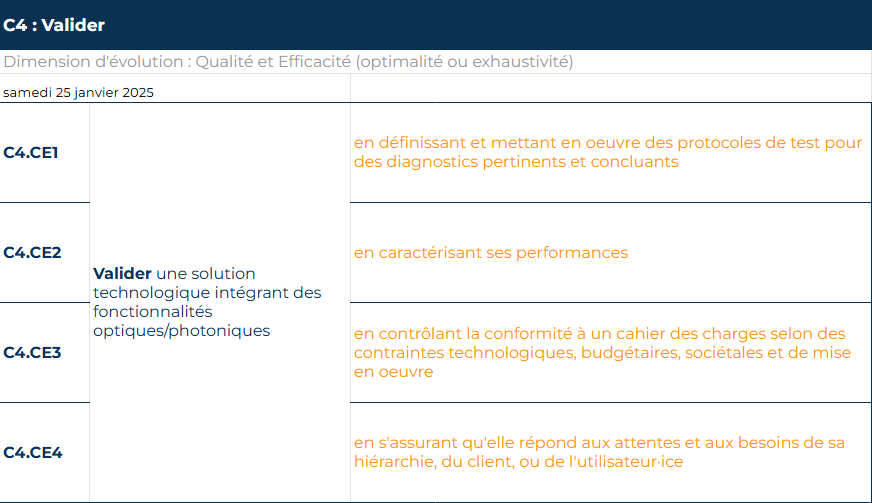 C4 : Valider
Dimension d'évolution : Qualité et Efficacité (optimalité ou exhaustivité)
samedi 25 janvier 2025
C4.CE1
en définissant et mettant en oeuvre des protocoles de test pour
des diagnostics pertinents et concluants
C4.CE2
en caractérisant ses performances
Valider une solution
technologique intégrant des
fonctionnalités
optiques/photoniques
C4.CE3
en contrôlant la conformité à un cahier des charges selon des
contraintes technologiques, budgétaires, sociétales et de mise
en oeuvre
C4.CE4
en s'assurant qu'elle répond aux attentes et aux besoins de sa
hiérarchie, du client, ou de l'utilisateur·ice